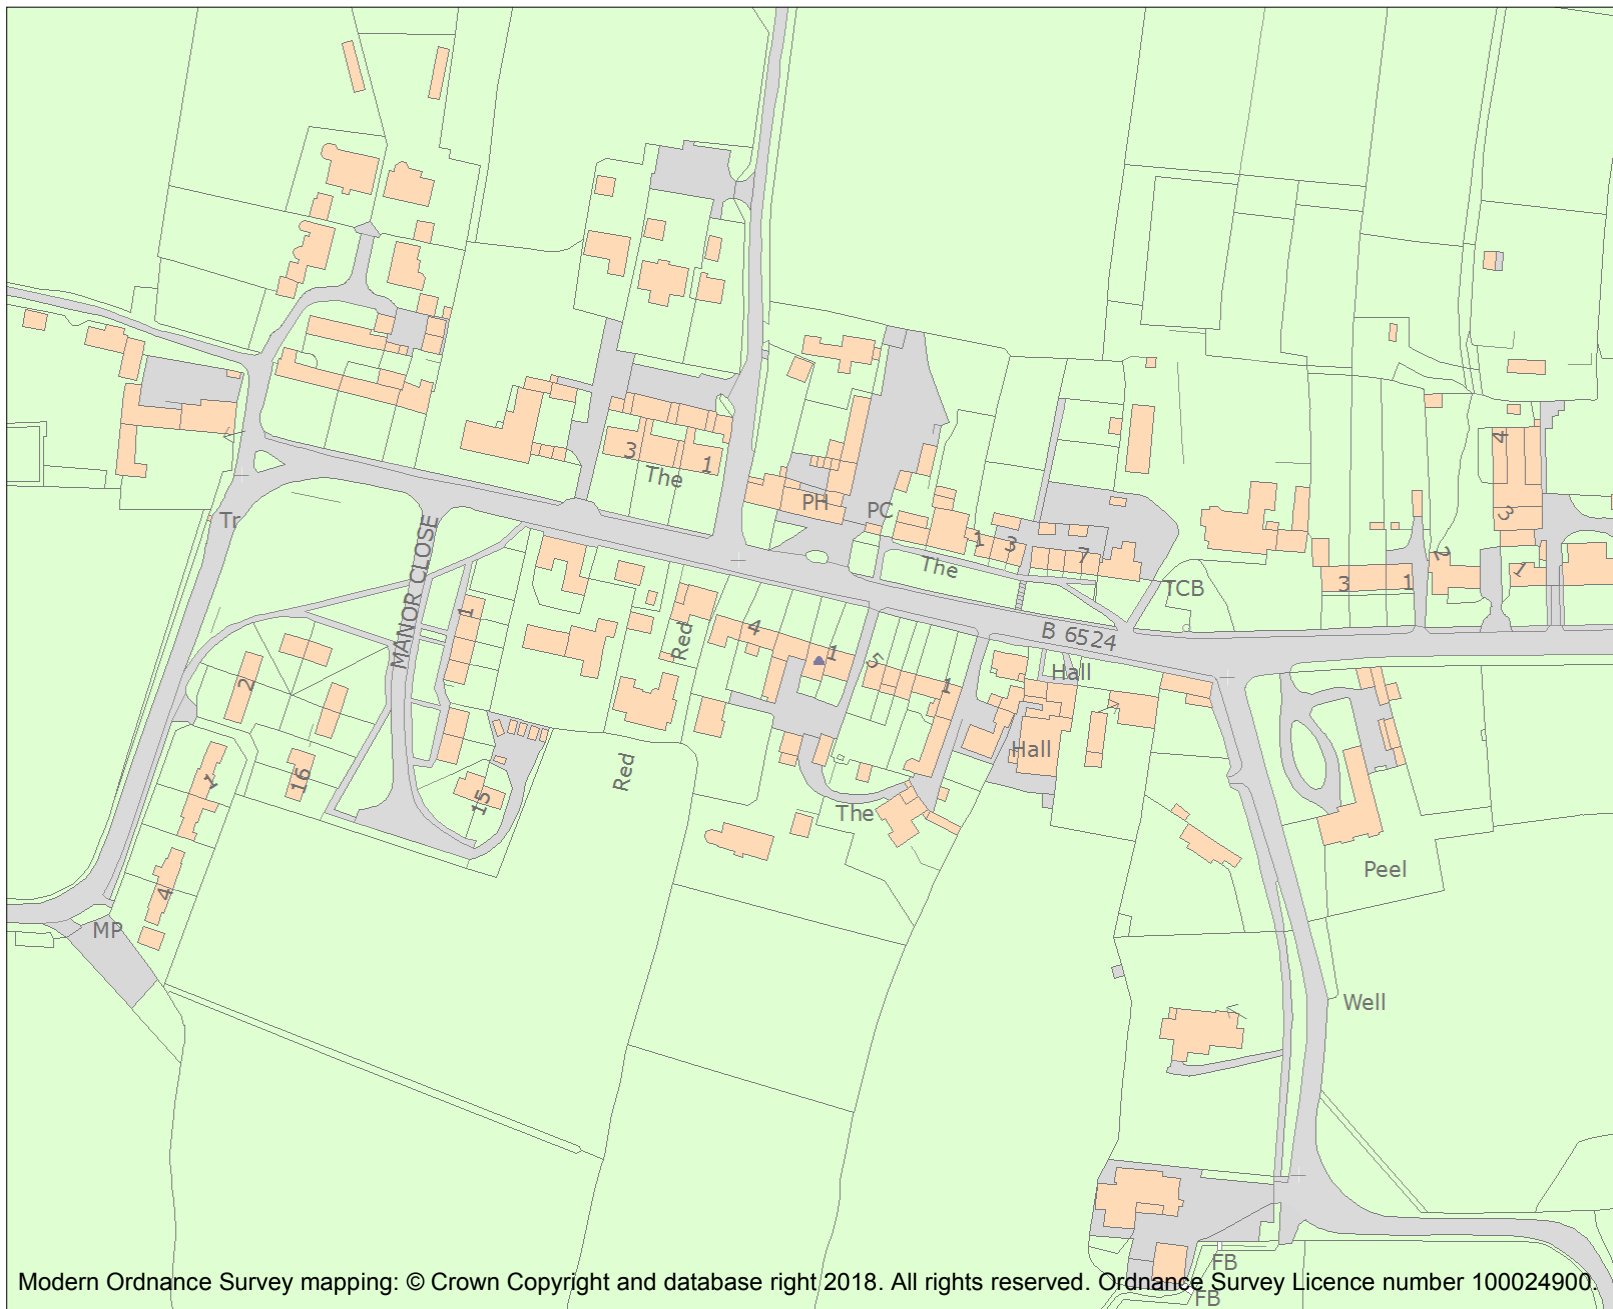 4
3
The
1
PH
PC
3
Tr
MANOR CLOSE
The
1
3
7
2
1
3
1
TCB
1
4
Red
1
5
B 6524
Hall
2
1
Hall
1
16
15
Red
The
Peel
4
MP
Well
FB
Modern Ordnance Survey mapping: © Crown Copyright and database right 2018. All rights reserved. Ordnance Survey Licence number 100024900.
FB